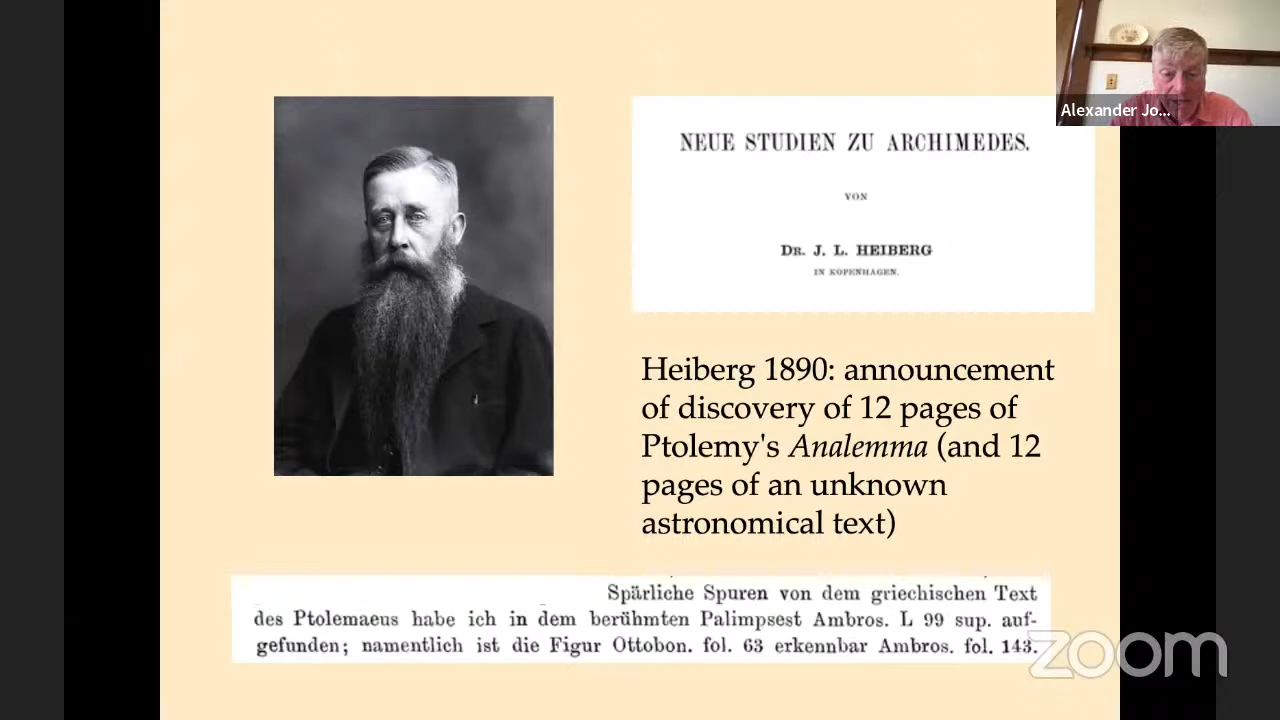 NEUE STUDIEN ZU ARCHIMEDES.
VON
DR. J. L. HEIBERG
IN KOPENHAGEN.
Heiberg 1890: announcement
of discovery of 12 pages of
Ptolemy's Analemma (and 12
pages of an unknown
astronomical text)
Spärliche Spuren von dem griechischen Text
des Ptolemaeus habe ich in dem berühmten Palimpsest Ambros. L 99 sup. auf-
gefunden; namentlich ist die Figur Ottobon. fol. 63 erkennbar Ambros. fol. 143.
Alexander Jo...
zoom